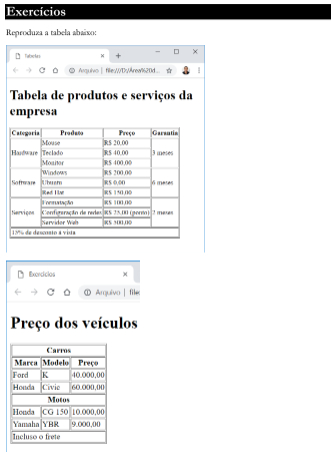 Exercícios
Reproduza a tabela abaixo:
Tabelas
Arquivo | file:///D:/Área%20d...
Tabela de produtos e serviços da
empresa
Categoria Produto Preço Garantia
Mouse R$ 20,00
Hardware Teclado R$ 40,00 3 meses
Monitor R$ 400,00
Windows R$ 200,00
Software Ubuntu R$ 0,00 6 meses
Red Hat R$ 150,00
Formatação R$ 100,00
Serviços Configuração de redes R$ 25,00 (ponto) 2 meses
Servidor Web R$ 300,00
15% de desconto à vista
Exercícios
Arquivo | file
Preço dos veículos
Carros
Marca Modelo Preço
Ford K 40.000,00
Honda Civic 60.000,00
Motos
Honda CG 150 10.000,00
Yamaha YBR 9.000,00
Incluso o frete